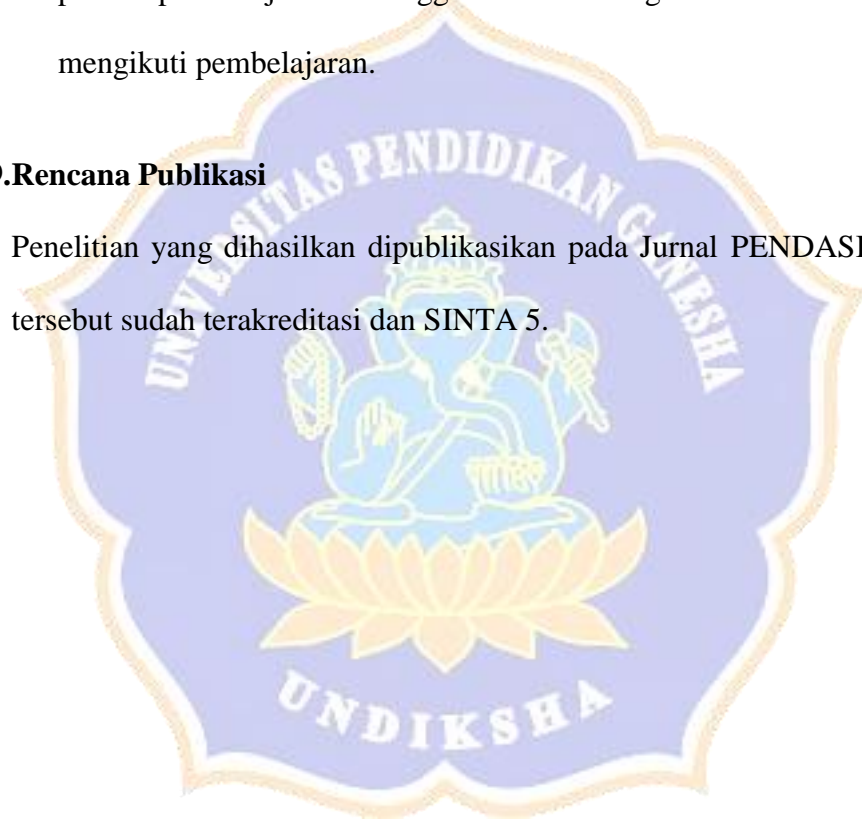 mengikuti pembelajaran.
.Rencana Publikasi
Penelitian yang dihasilkan dipublikasikan pada Jurnal
tersebut sudah terakreditasi dan SINTA 5.
UNIVERSITAS PENDIDIKAN GANESHA
UNDIKSHA